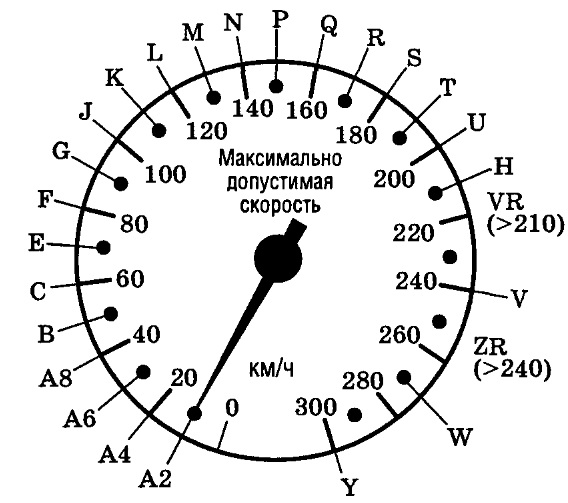 A2
A4
A6
A8
B
C
E
F
G
J
K
L
M
N
P
Q
R
S
T
U
H
VR
(>210)
V
ZR
(>240)
W
Y
0
20
40
60
80
100
120
140
160
180
200
220
240
260
280
300
Максимально
допустимая
скорость
км/ч